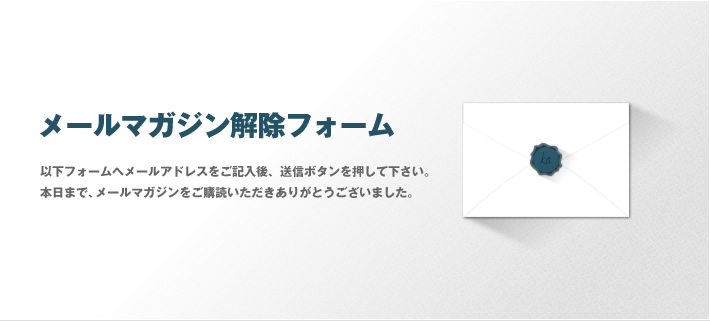 メールマガジン解除フォーム
以下フォームへメールアドレスをご記入後、送信ボタンを押して下さい。
本日まで、メールマガジンをご購読いただきありがとうございました。